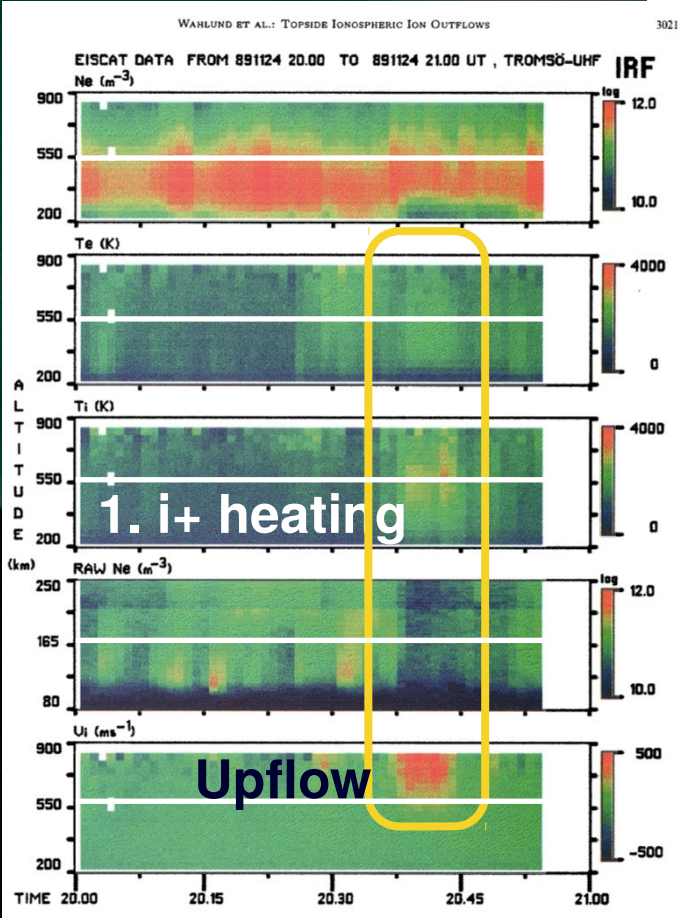 WAHLUND ET AL.: TOPSIDE IONOSPHERIC ION OUTFLOWS 3021
EISCAT DATA FROM 891124 20.00 TO 891124 21.00 UT , TROMSÖ-UHF IRF
Ne (m-3)
log
900
12.0
550
10.0
200
Te (K)
900
4000
550
0
200
Ti (K)
900
4000
550
1. i+ heating
0
200
ALTITUDE
(km)
RAW Ne (m-3)
log
250
12.0
165
10.0
80
Vi (ms-1)
900
500
Upflow
550
-500
200
TIME 20.00 20.15 20.30 20.45 21.00